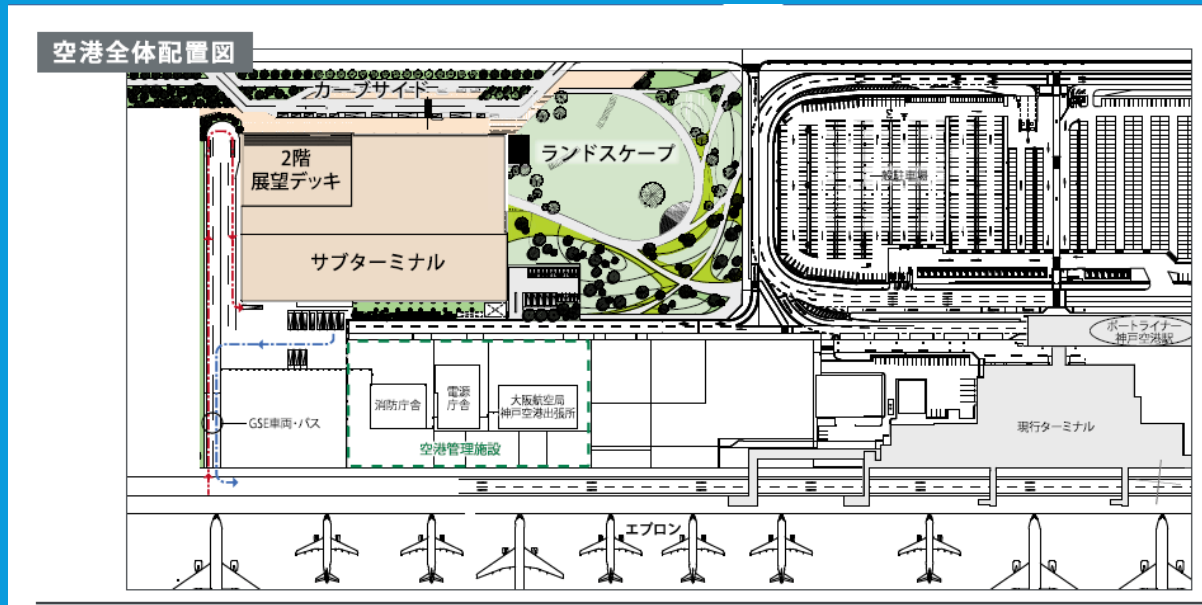 空港全体配置図
カーブサイド
2階
展望デッキ
ランドスケープ
一般駐車場
サブターミナル
ポートライナー
神戸空港駅
消防庁舎
電源
庁舎
大阪航空局
神戸空港出張所
GSE車両・バス
空港管理施設
現行ターミナル
エプロン